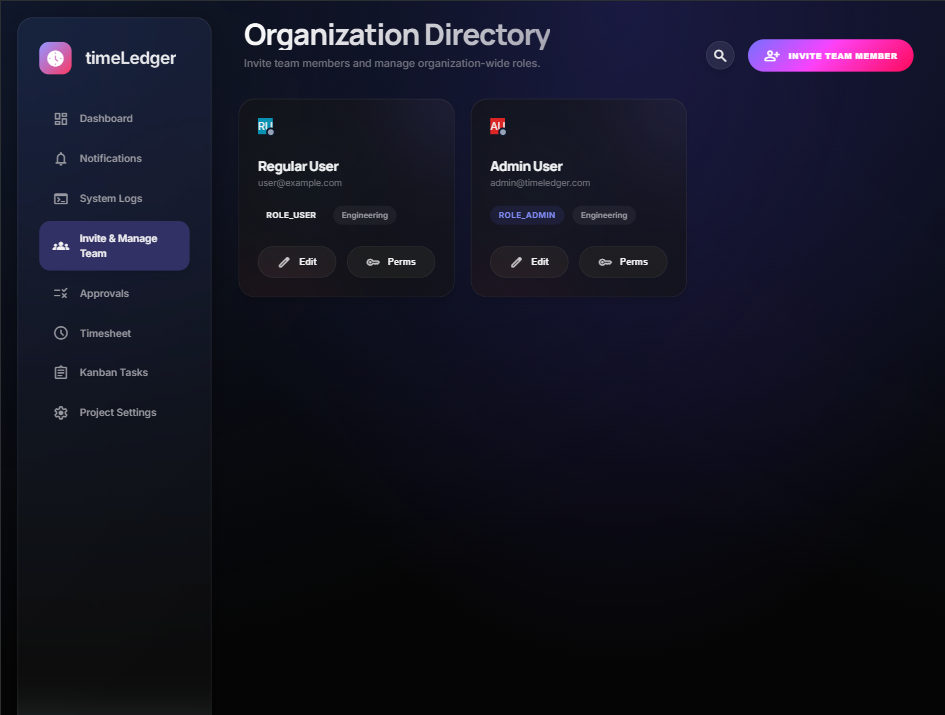 timeLedger
Dashboard
Notifications
System Logs
Invite & Manage
Team
Approvals
Timesheet
Kanban Tasks
Project Settings
Organization Directory
Invite team members and manage organization-wide roles.
INVITE TEAM MEMBER
RU
Regular User
user@example.com
ROLE_USER Engineering
Edit Perms
AU
Admin User
admin@timeledger.com
ROLE_ADMIN Engineering
Edit Perms